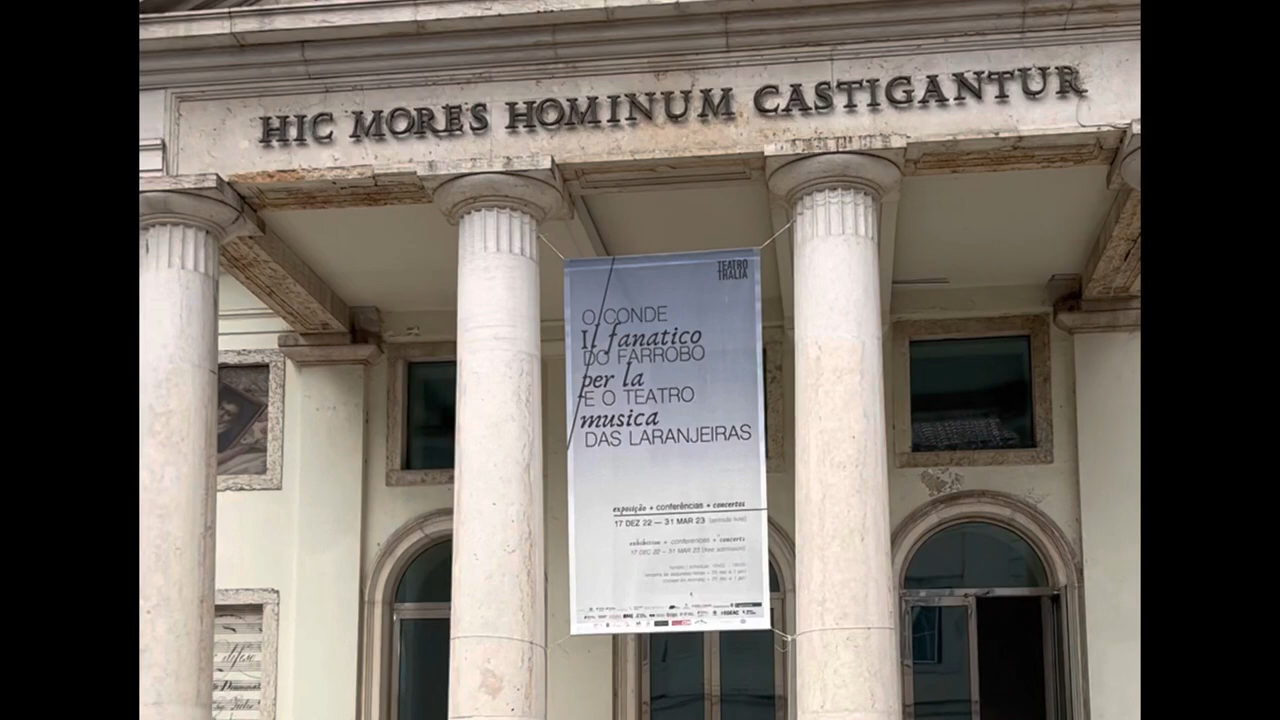 HIC MORES HOMINUM CASTIGANTUR
TEATRO
TRALIA
O CONDE
Il fanatico
DO FARROBO
per la
E O TEATRO
musica
DAS LARANJEIRAS
exposição + conferências + concertos
17 DEZ 22 — 31 MAR 23 (entrada livre)
exhibition + conferences + concerts
17 DEC 22 – 31 MAR 23 (free admission)